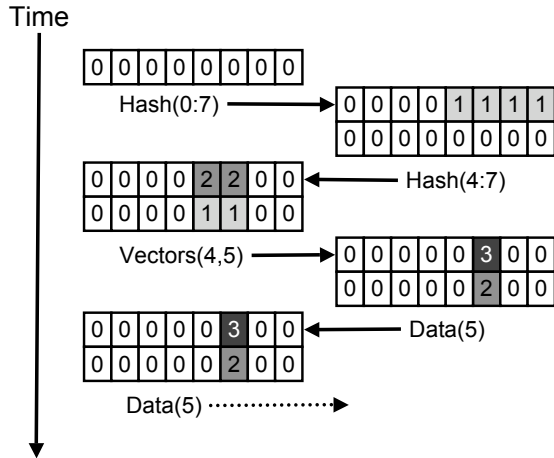 Time
0 0 0 0 0 0 0 0
Hash(0:7)
0 0 0 0 1 1 1 1
0 0 0 0 0 0 0 0
0 0 0 0 2 2 0 0
0 0 0 0 1 1 0 0
Hash(4:7)
Vectors(4,5)
0 0 0 0 0 3 0 0
0 0 0 0 0 2 0 0
0 0 0 0 0 3 0 0
0 0 0 0 0 2 0 0
Data(5)
Data(5)